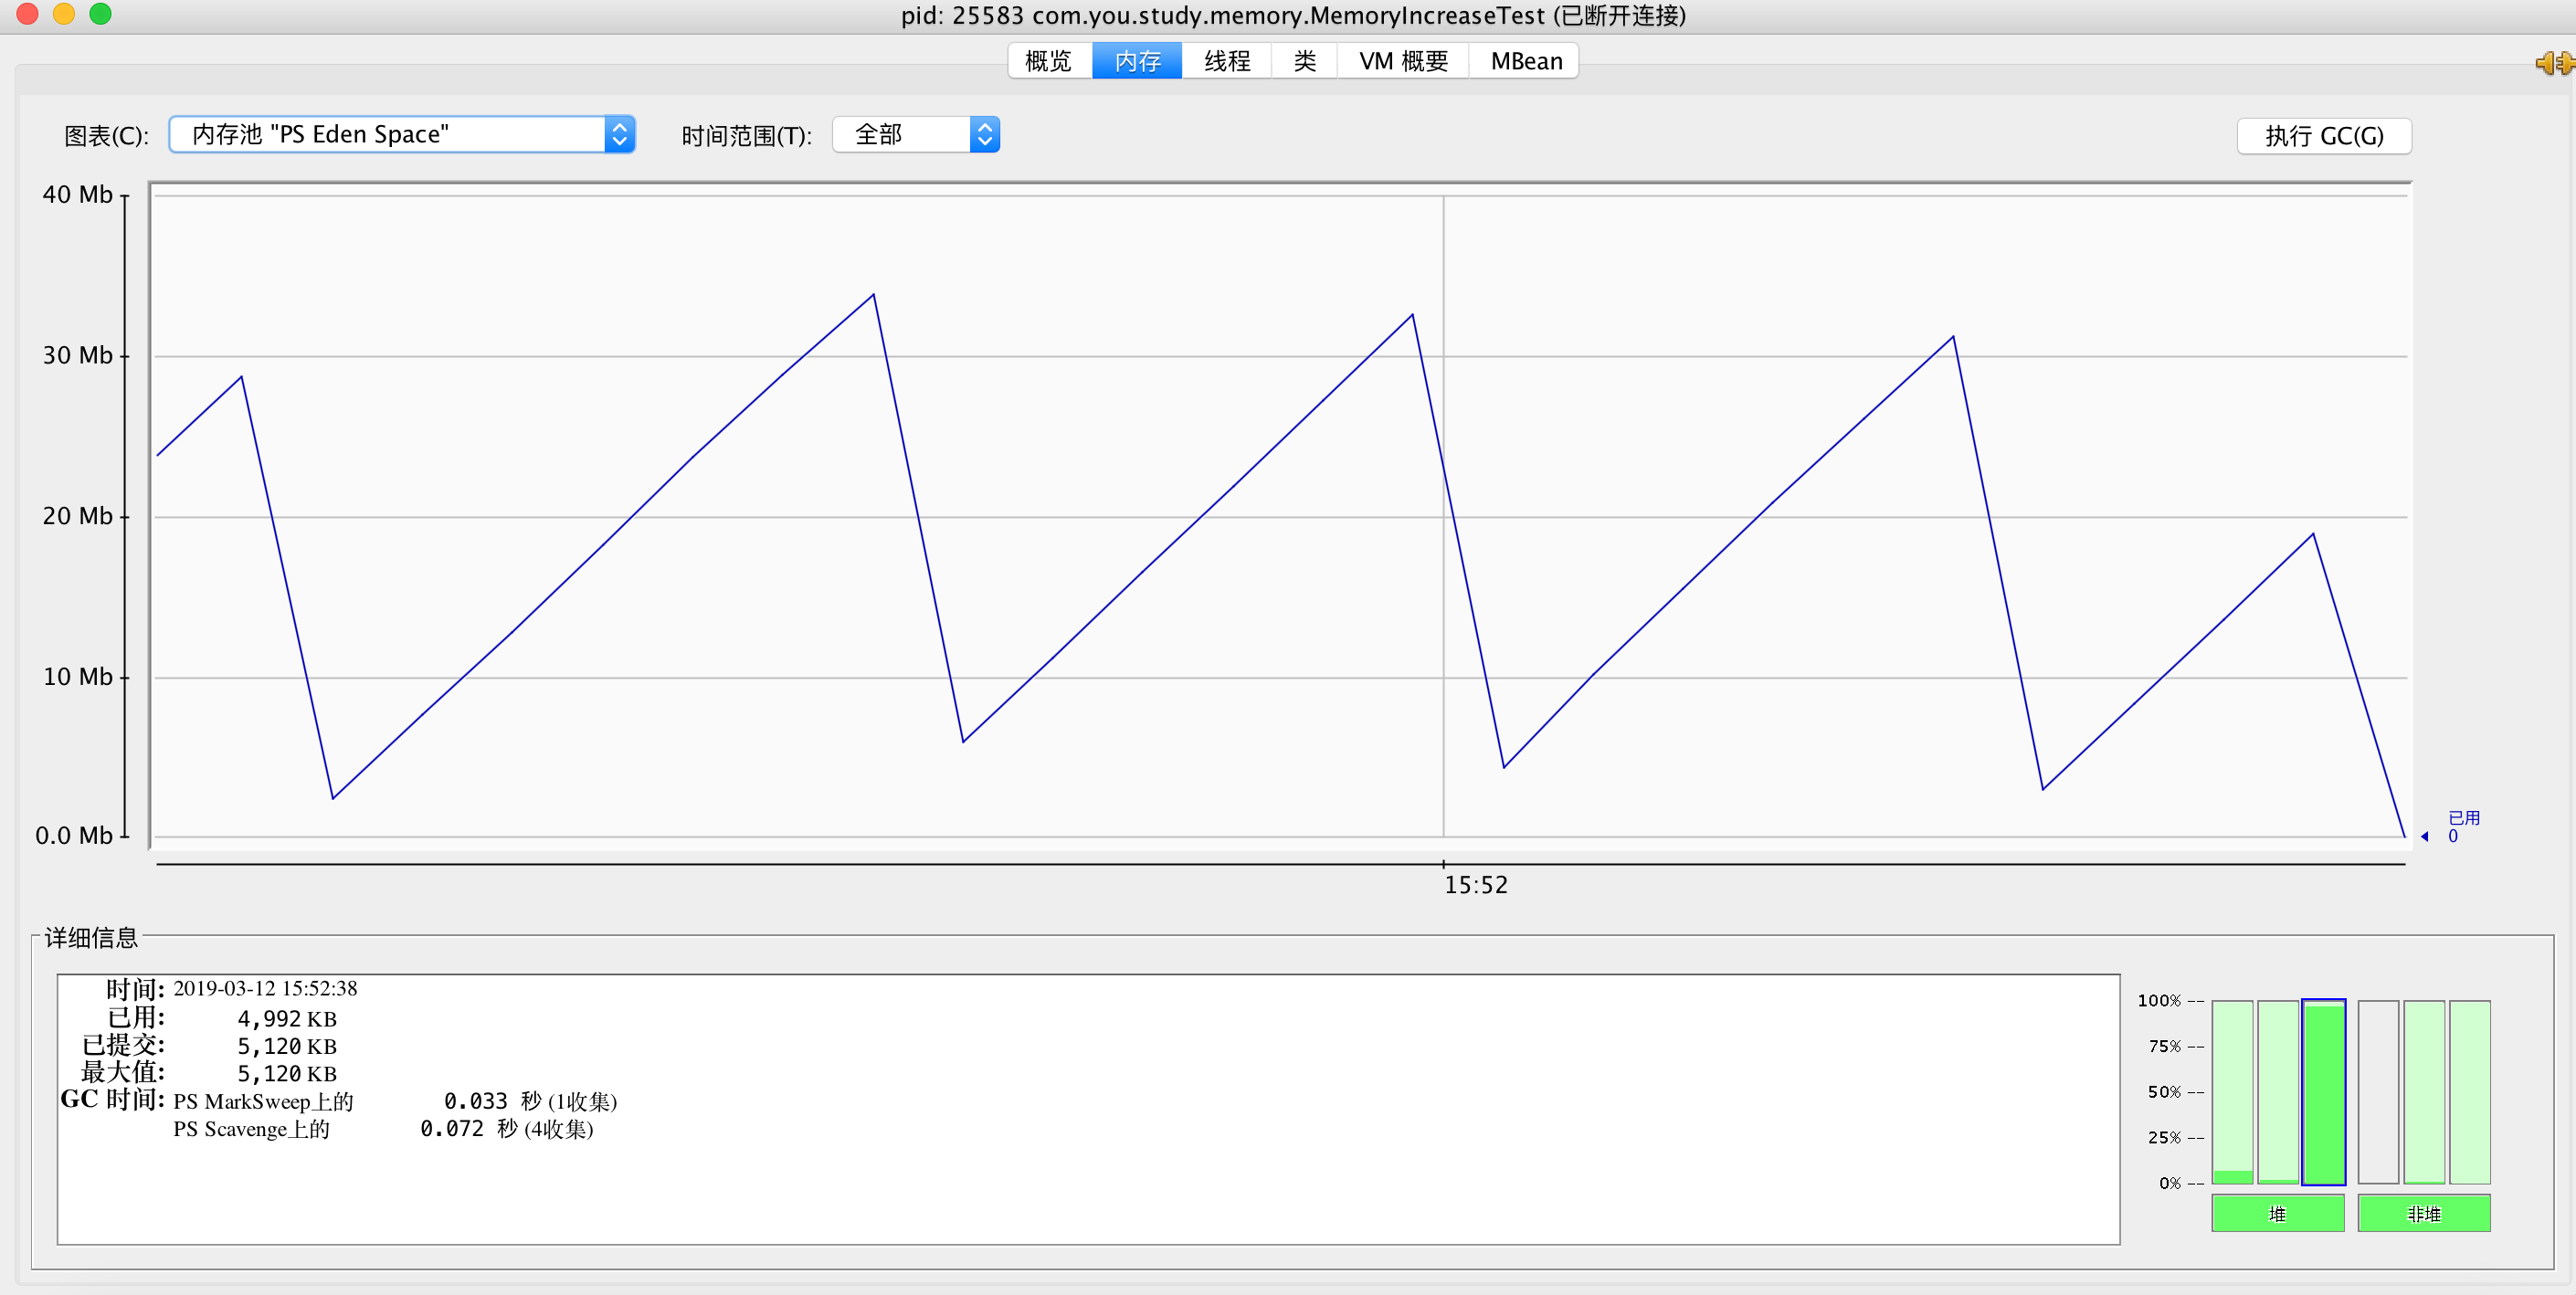 pid: 25583 com.you.study.memory.MemoryIncreaseTest (已断开连接)
概览 内存 线程 类 VM 概要 MBean
图表(C): 内存池 "PS Eden Space" 时间范围(T): 全部 执行 GC(G)
40 Mb
30 Mb
20 Mb
10 Mb
0.0 Mb
已用
0
15:52
详细信息
时间: 2019-03-12 15:52:38
已用: 4,992 KB
已提交: 5,120 KB
最大值: 5,120 KB
GC 时间: PS MarkSweep上的 0.033 秒 (1收集)
PS Scavenge上的 0.072 秒 (4收集)
100% --
75% --
50% --
25% --
0% --
堆 非堆